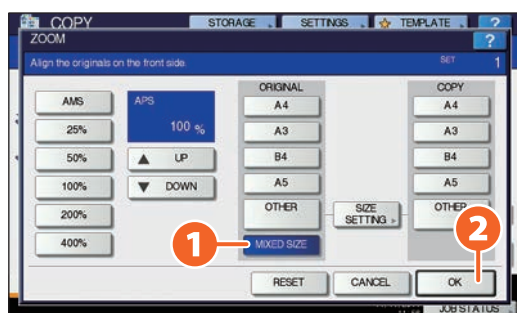 COPY STORAGE SETTINGS TEMPLATE ?
ZOOM ?
Align the originals on the front side. SET 1
ORIGINAL COPY
AMS APS A4 A4
25% 100 % A3 A3
50% UP B4 B4
100% DOWN A5 A5
200% OTHER SIZE SETTING OTHER
400% 1 MIXED SIZE 2
RESET CANCEL OK
JOB STATUS